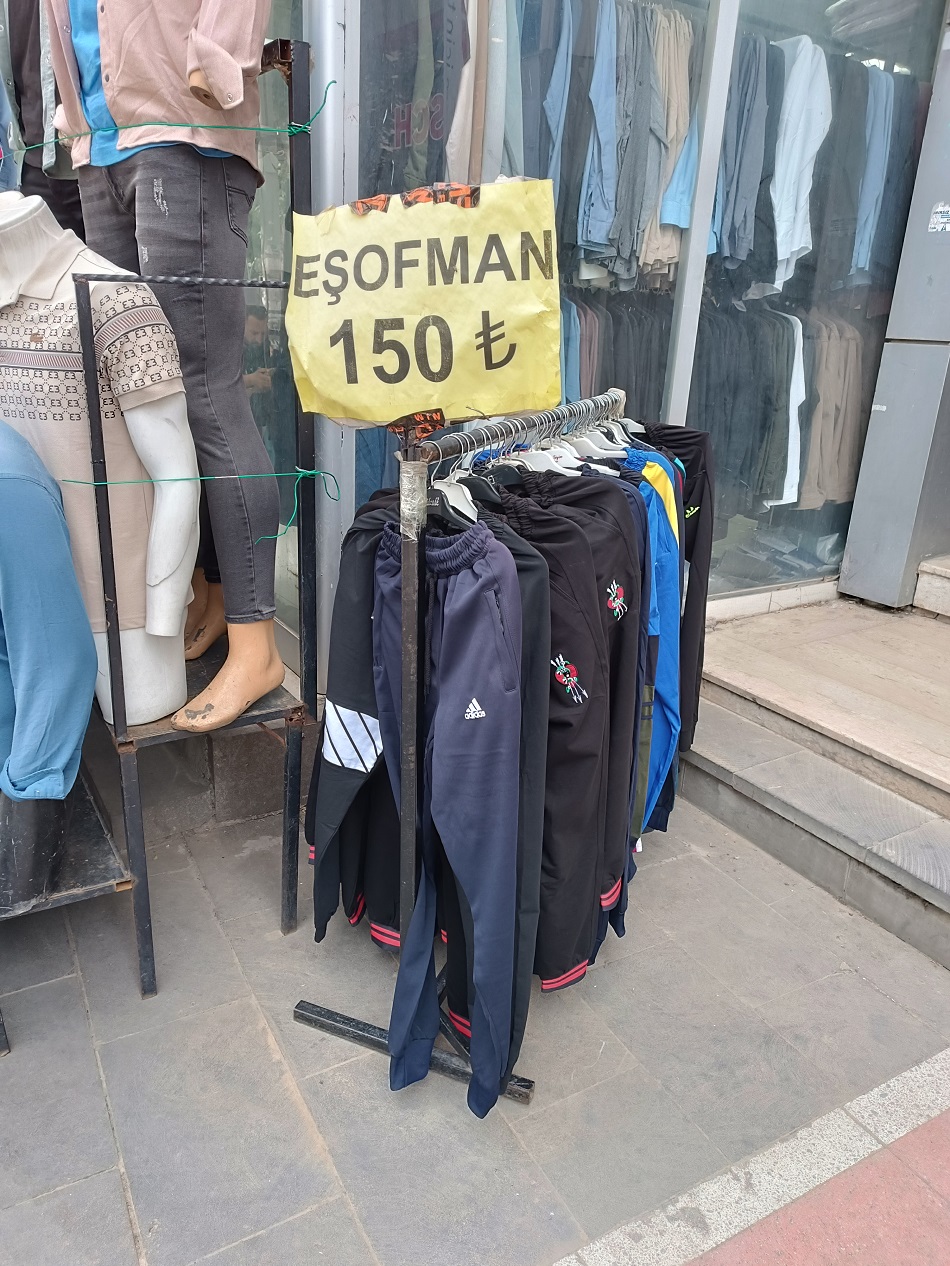 EŞOFMAN
150 ₺
adidas